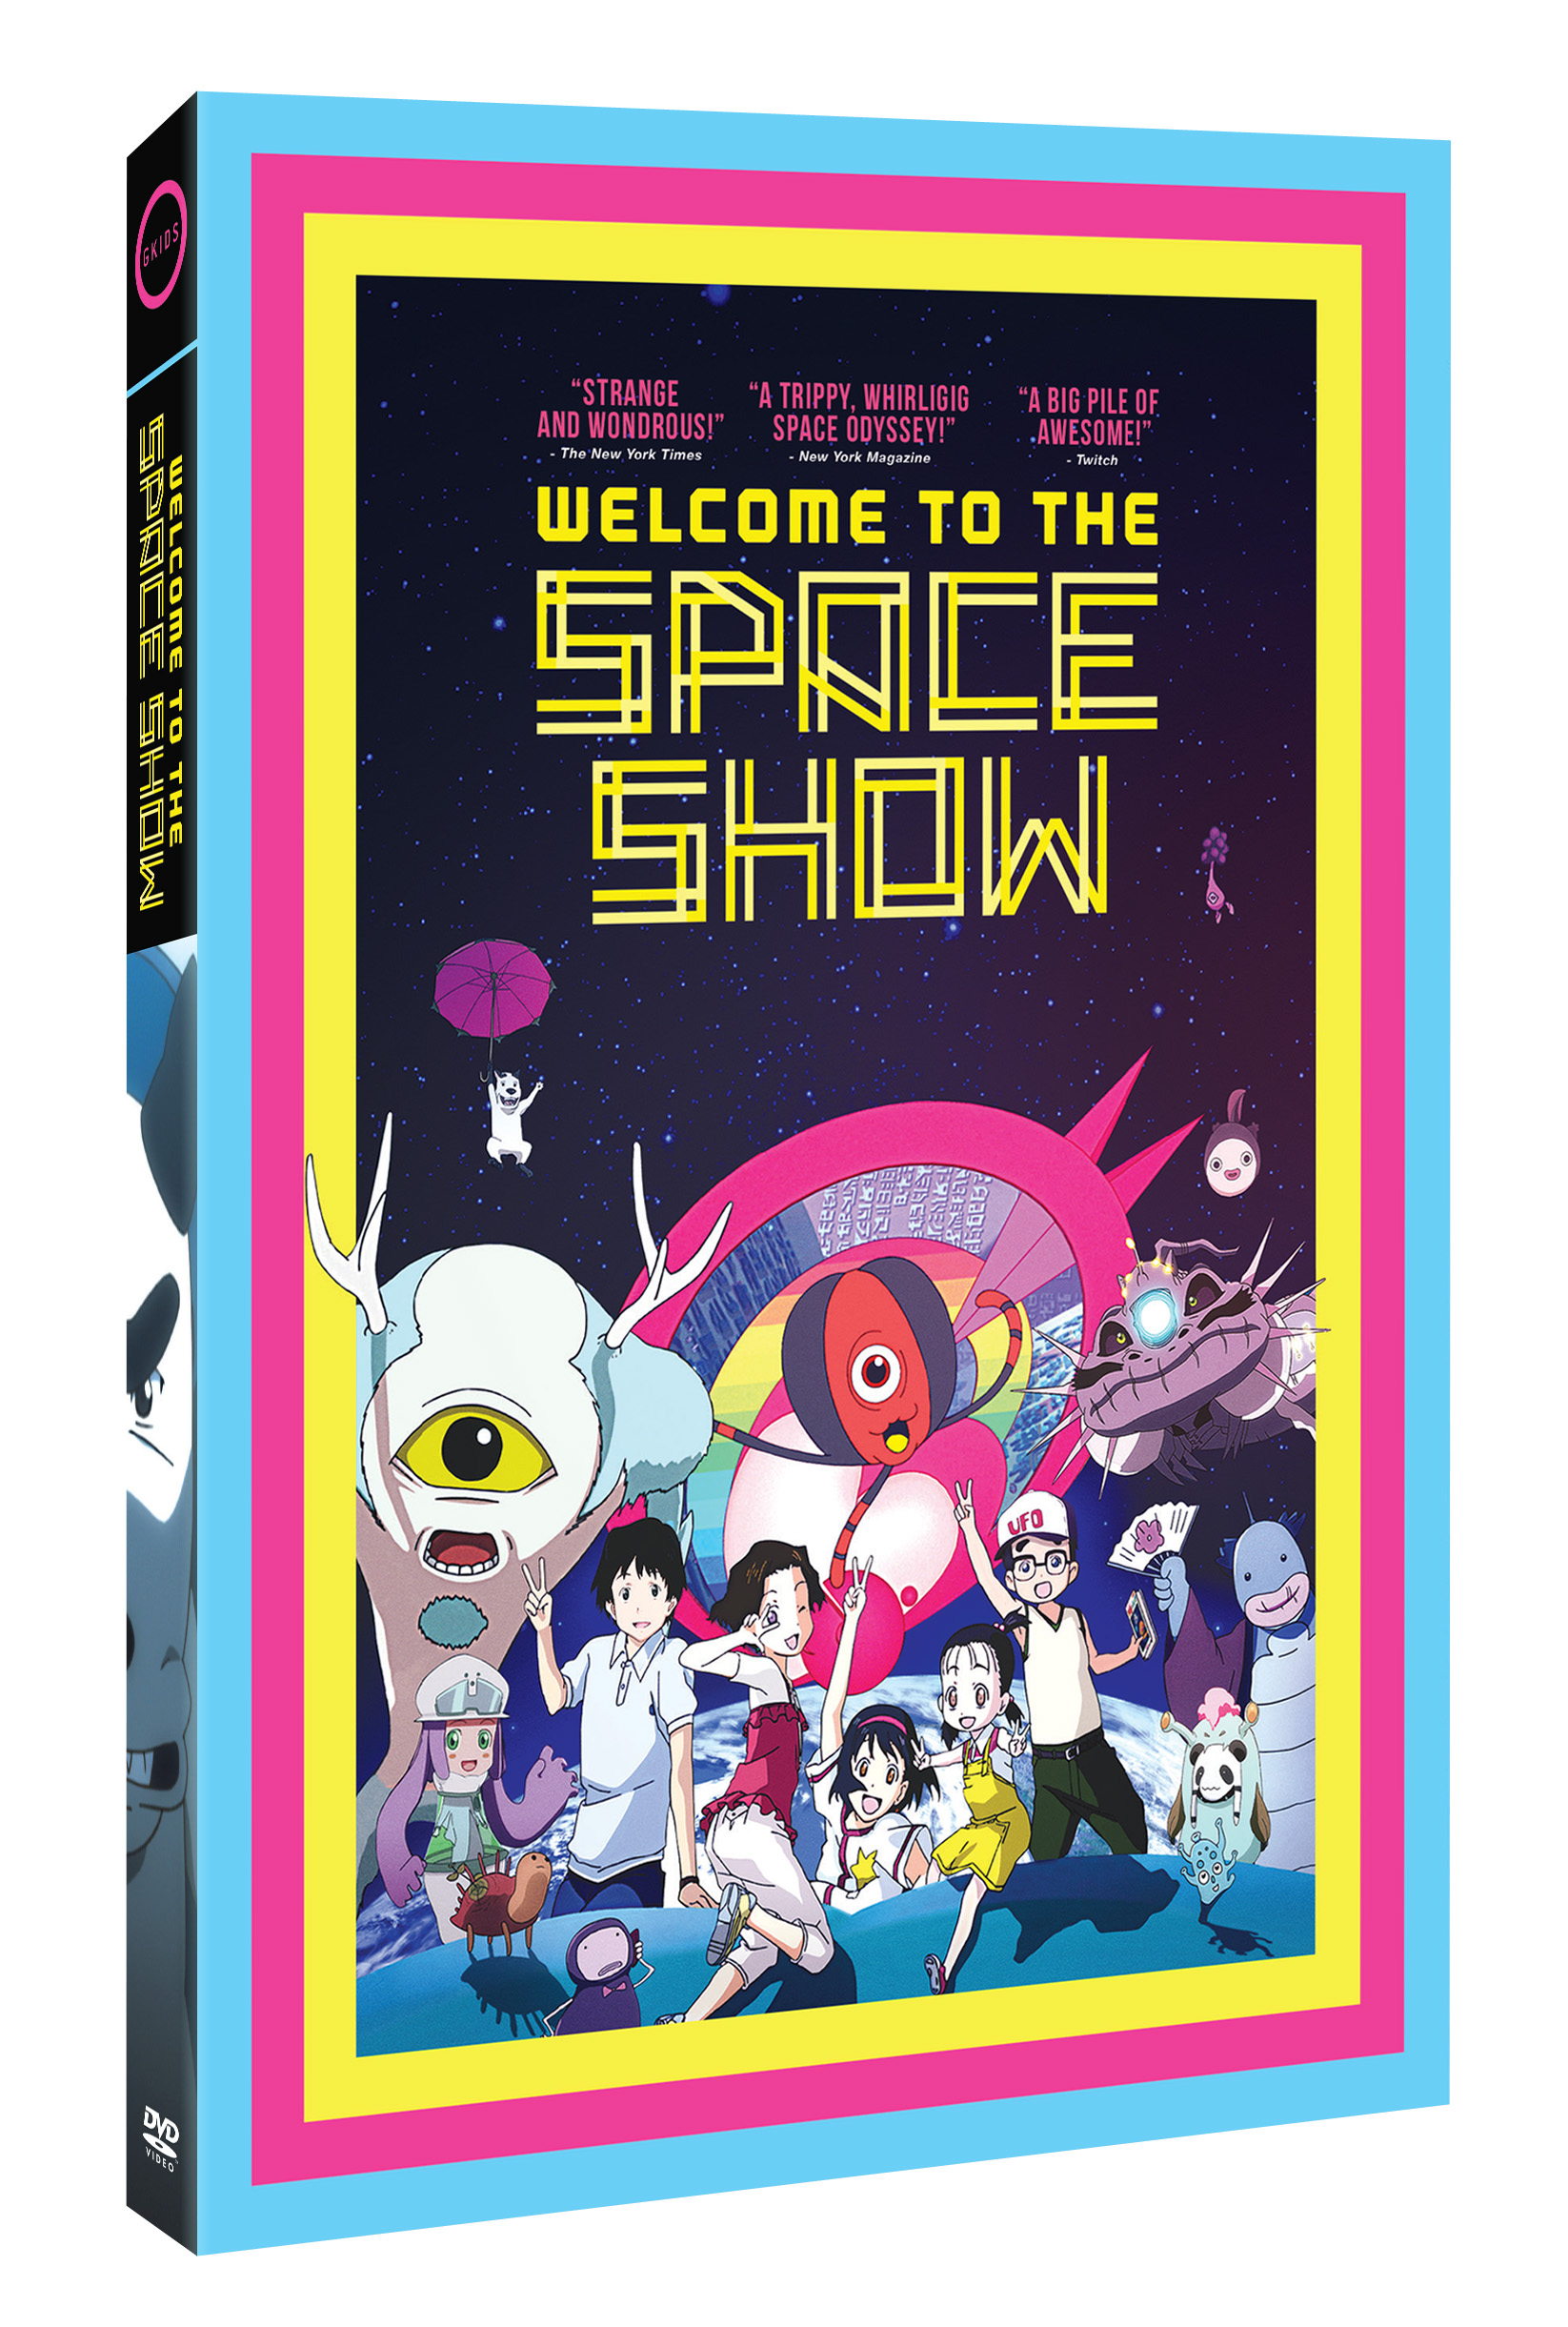 GKIDS
WELCOME TO THE
SPACE SHOW
DVD
VIDEO
“STRANGE
AND WONDROUS!”
- The New York Times
“A TRIPPY, WHIRLIGIG
SPACE ODYSSEY!”
- New York Magazine
“A BIG PILE OF
AWESOME!”
- Twitch
WELCOME TO THE
SPACE
SHOW
UFO